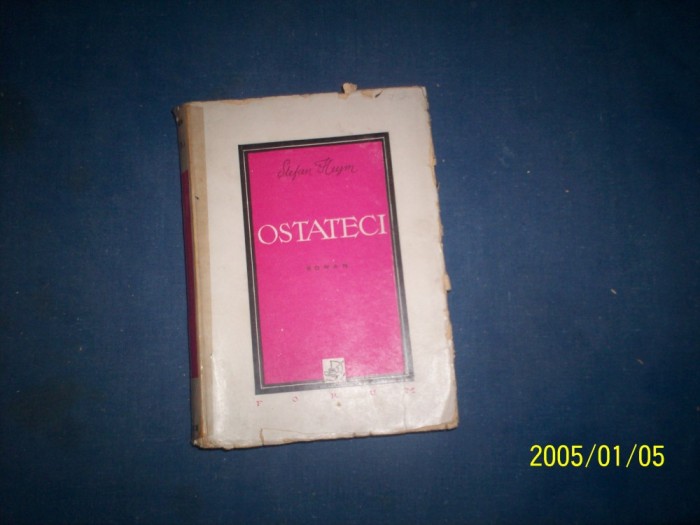 Stefan Heym
OSTATECI
ROMAN
2005/01/05